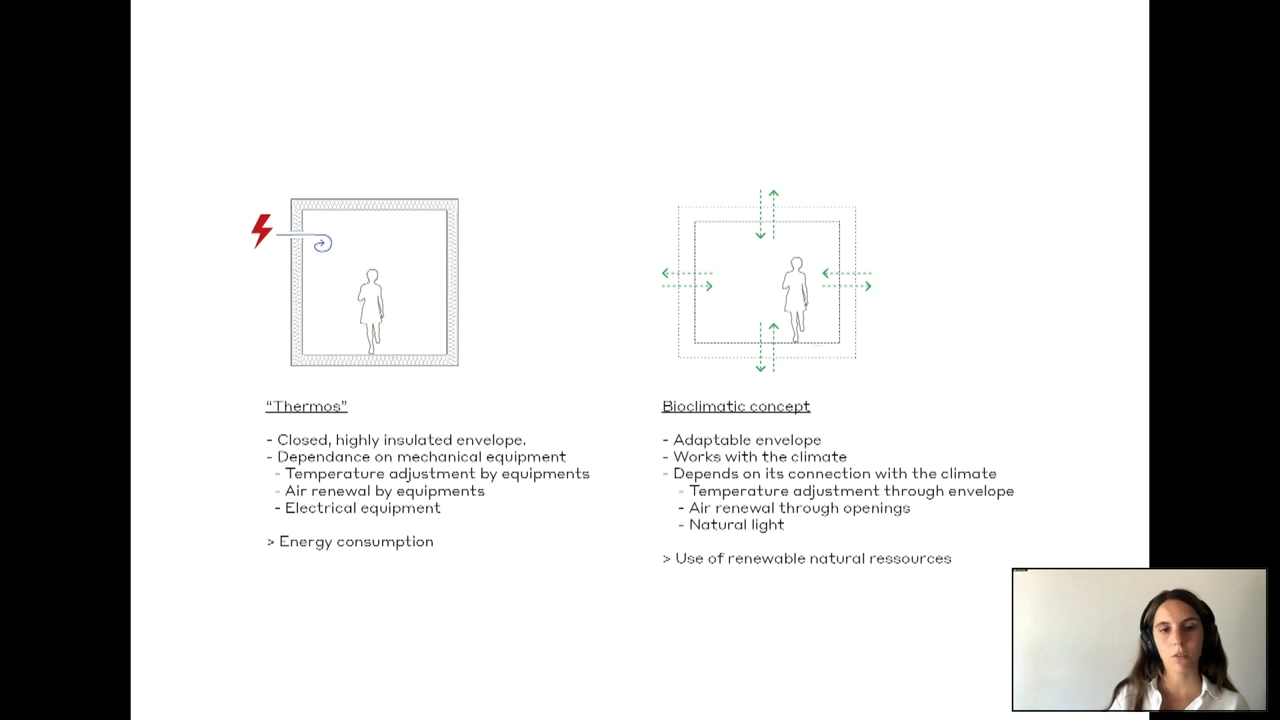 “Thermos”
- Closed, highly insulated envelope.
- Dependance on mechanical equipment
- Temperature adjustment by equipments
- Air renewal by equipments
- Electrical equipment
> Energy consumption
Bioclimatic concept
- Adaptable envelope
- Works with the climate
- Depends on its connection with the climate
- Temperature adjustment through envelope
- Air renewal through openings
- Natural light
> Use of renewable natural ressources